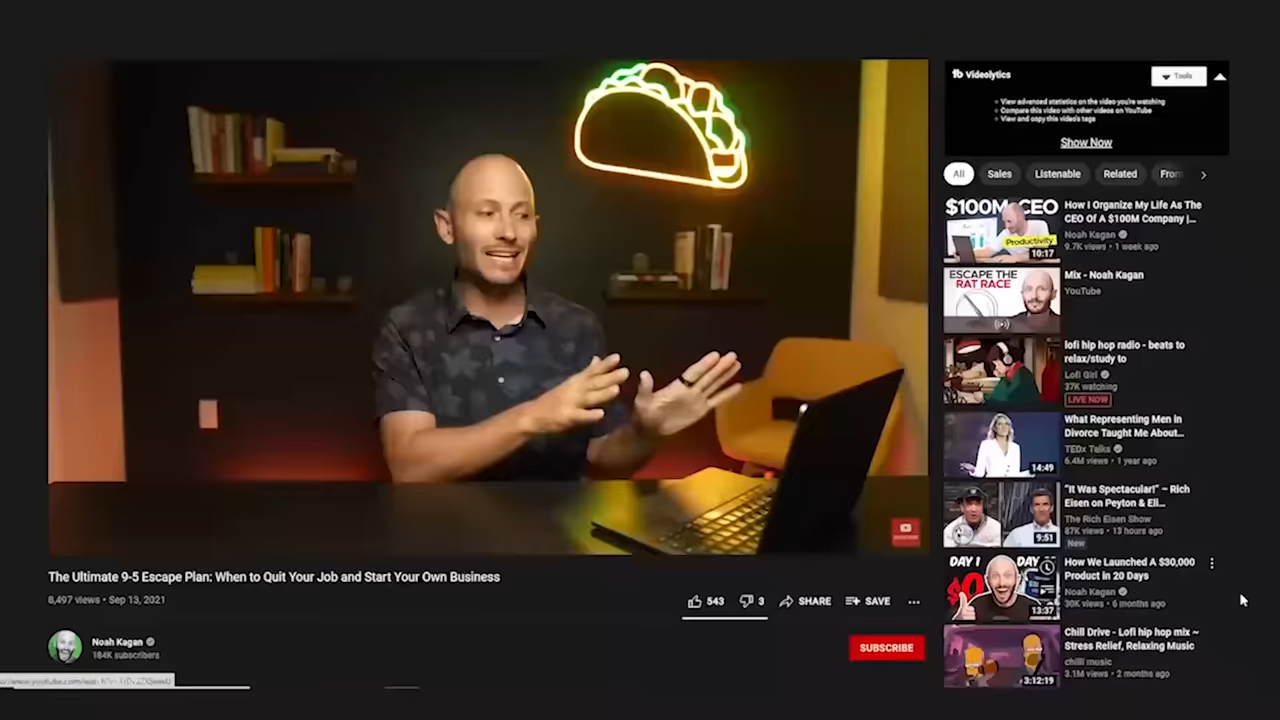 The Ultimate 9-5 Escape Plan: When to Quit Your Job and Start Your Own Business
8,497 views • Sep 13, 2021
543
3
SHARE
SAVE
Noah Kagan
184K subscribers
SUBSCRIBE
Videolytics
Tools
View advanced statistics on the video you're watching
Compare this video with other videos on YouTube
View and copy this video's tags
Show Now
All
Sales
Listenable
Related
From
$100M CEO
Productivity
10:17
How I Organize My Life As The
CEO Of A $100M Company |...
Noah Kagan
9.7K views • 1 week ago
ESCAPE THE
RAT RACE
Mix - Noah Kagan
YouTube
lofi hip hop radio - beats to
relax/study to
Lofi Girl
37K watching
LIVE NOW
14:49
What Representing Men in
Divorce Taught Me About...
TEDx Talks
6.4M views • 1 year ago
9:51
"It Was Spectacular!" – Rich
Eisen on Peyton & Eli...
The Rich Eisen Show
87K views • 13 hours ago
New
DAY 1
DAY
$0
13:37
How We Launched A $30,000
Product in 20 Days
Noah Kagan
30K views • 6 months ago
3:12:19
Chill Drive - Lofi hip hop mix ~
Stress Relief, Relaxing Music
chilli music
3.1M views • 2 months ago